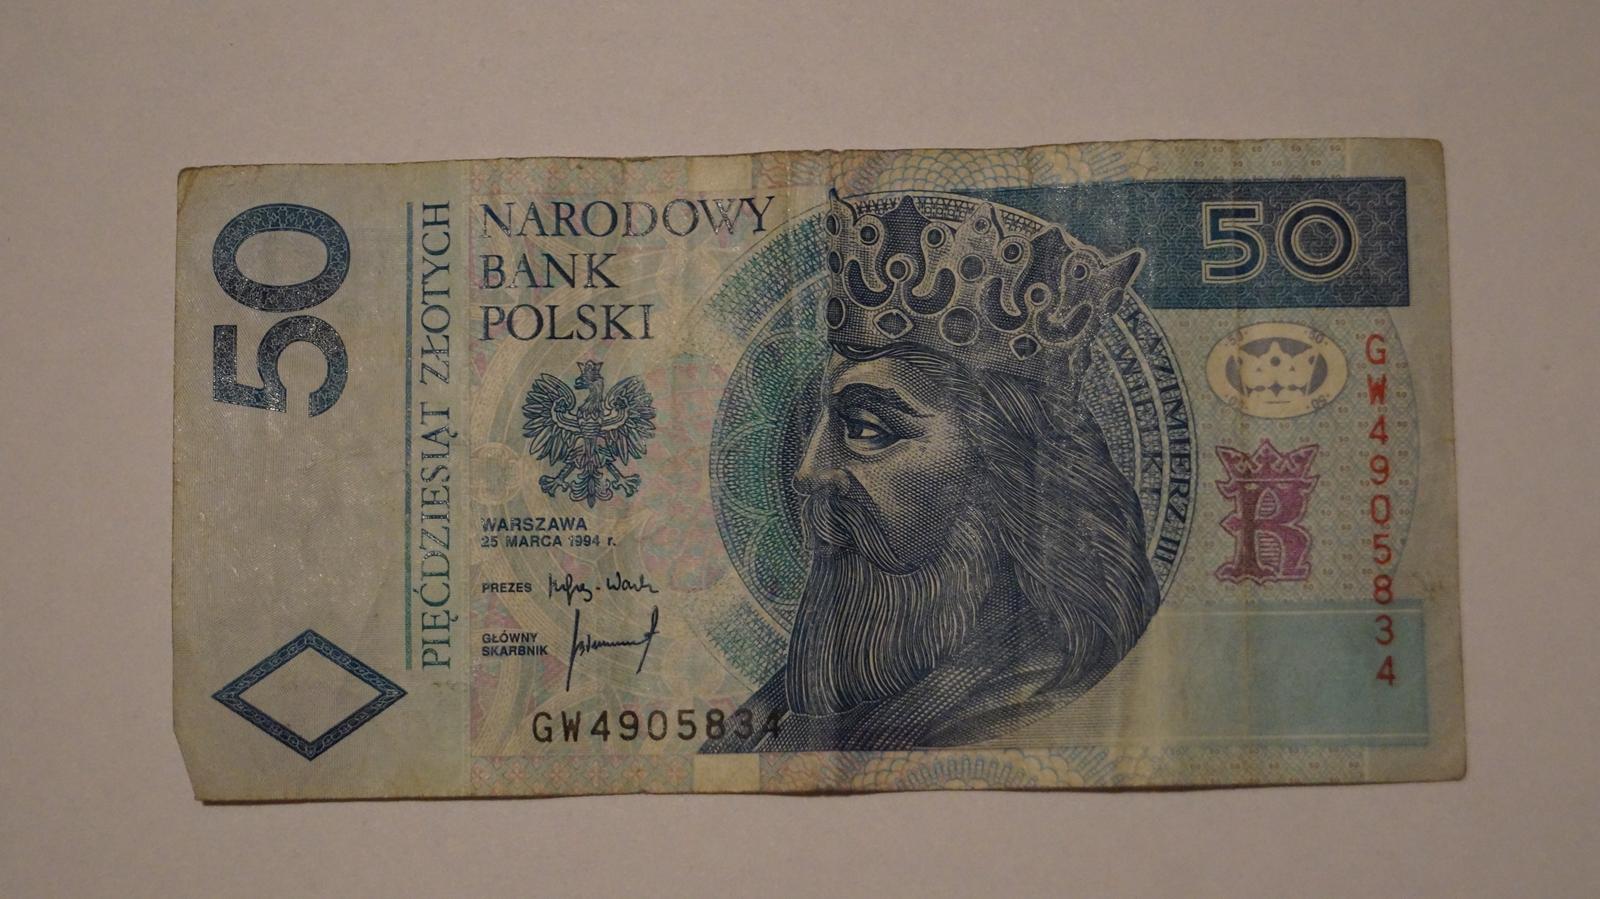 50
PIĘĆDZIESIĄT ZŁOTYCH
NARODOWY
BANK
POLSKI
WARSZAWA
25 MARCA 1994 r.
PREZES
GŁÓWNY
SKARBNIK
GW4905834
KAZIMIERZ III
WIELKI
50
GW4905834